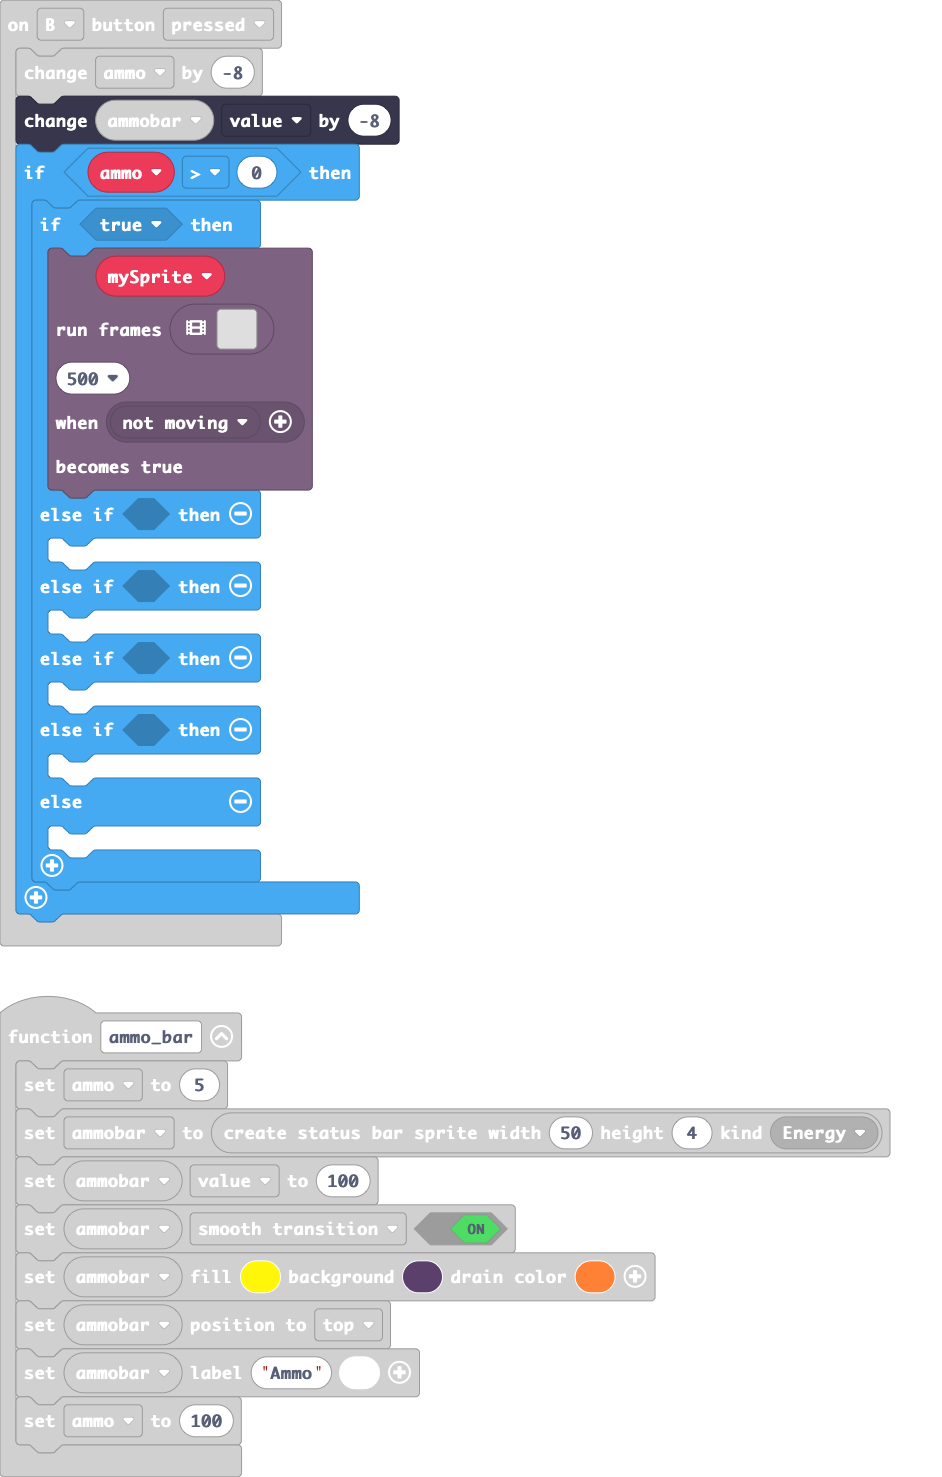 on B button pressed
change ammo by -8
change ammobar value by -8
if ammo > 0 then
if true then
mySprite
run frames
500
when not moving
becomes true
else if then
else if then
else if then
else if then
else
function ammo_bar
set ammo to 5
set ammobar to create status bar sprite width 50 height 4 kind Energy
set ammobar value to 100
set ammobar smooth transition ON
set ammobar fill background drain color
set ammobar position to top
set ammobar label "Ammo"
set ammo to 100